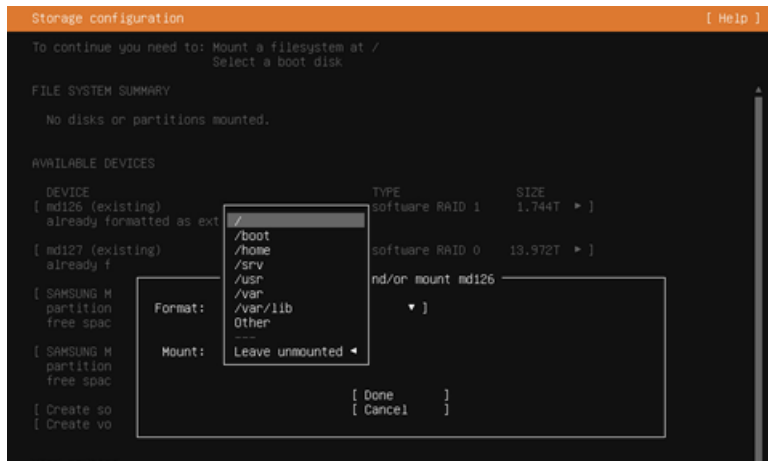 Storage configuration [ Help ]
To continue you need to: Mount a filesystem at /
Select a boot disk
FILE SYSTEM SUMMARY
No disks or partitions mounted.
AVAILABLE DEVICES
DEVICE TYPE SIZE
[ md126 (existing) software RAID 1 1.744T ► ]
already formatted as ext
[ md127 (existing) software RAID 0 13.972T ► ]
already f
nd/or mount md126
[ SAMSUNG M
partition
free spac
[ SAMSUNG M
partition
free spac
[ Create so
[ Create vo
Format: ▼ ]
Mount:
/
/boot
/home
/srv
/usr
/var
/var/lib
Other
---
Leave unmounted ◄
[ Done ]
[ Cancel ]